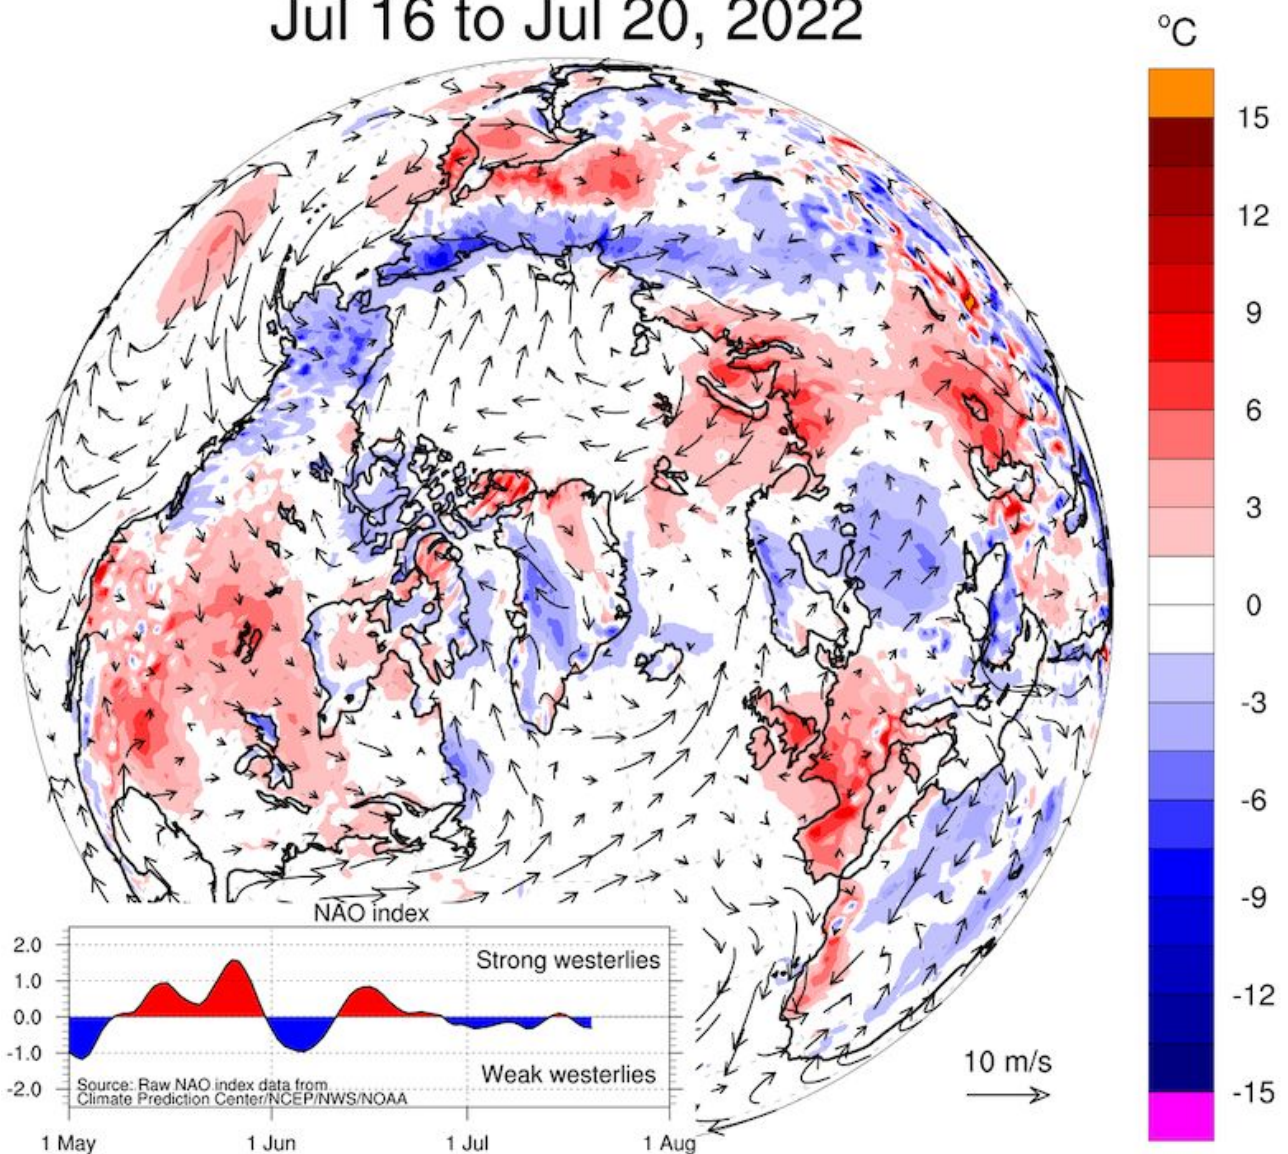 Jul 16 to Jul 20, 2022
°C
15
12
9
6
3
0
-3
-6
-9
-12
-15
NAO index
2.0
1.0
0.0
-1.0
-2.0
Strong westerlies
Weak westerlies
Source: Raw NAO index data from
Climate Prediction Center/NCEP/NWS/NOAA
1 May
1 Jun
1 Jul
1 Aug
10 m/s